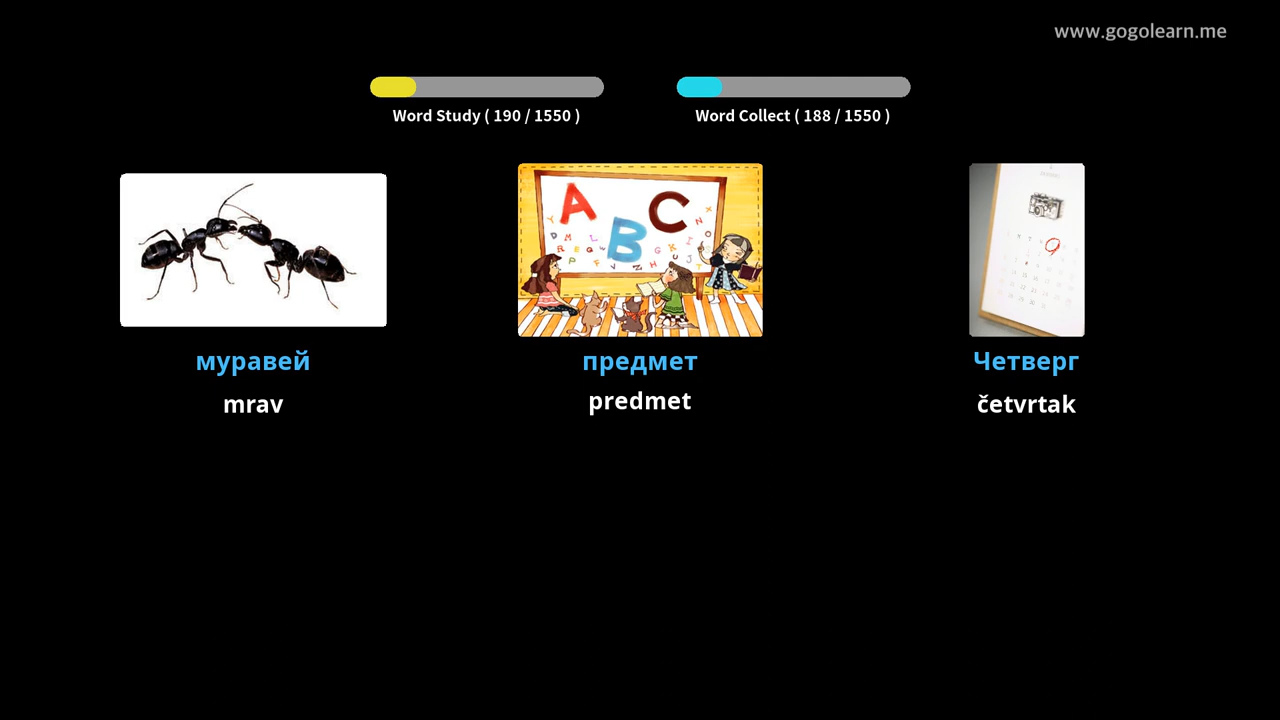 www.gogolearn.me
Word Study ( 190 / 1550 )
Word Collect ( 188 / 1550 )
A B C
муравей
предмет
Четверг
mrav
predmet
četvrtak